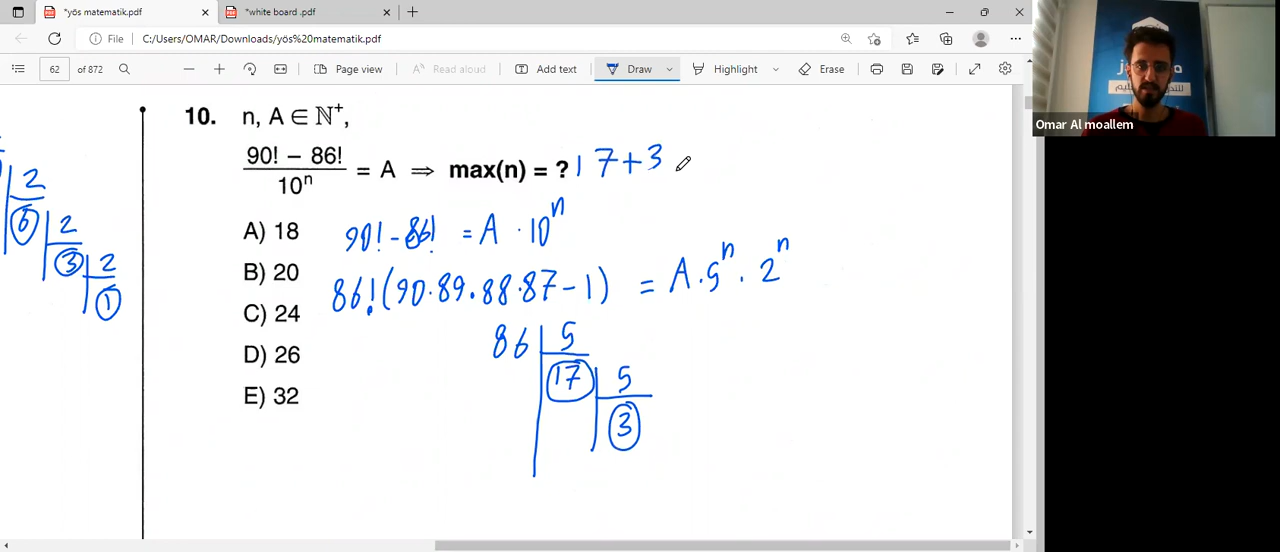 *yös matematik.pdf
*white board .pdf
File
C:/Users/OMAR/Downloads/yös%20matematik.pdf
62 of 872
Page view
Read aloud
Add text
Draw
Highlight
Erase
10. n, A ∈ ℕ⁺,
(90! − 86!)/10ⁿ = A ⇒ max(n) = ? 17+3
A) 18
B) 20
C) 24
D) 26
E) 32
90! - 86! = A · 10ⁿ
86! (90·89·88·87-1) = A·5ⁿ · 2ⁿ
86 5
17 5
3
2
6 2
3 2
1
Omar Al moallem